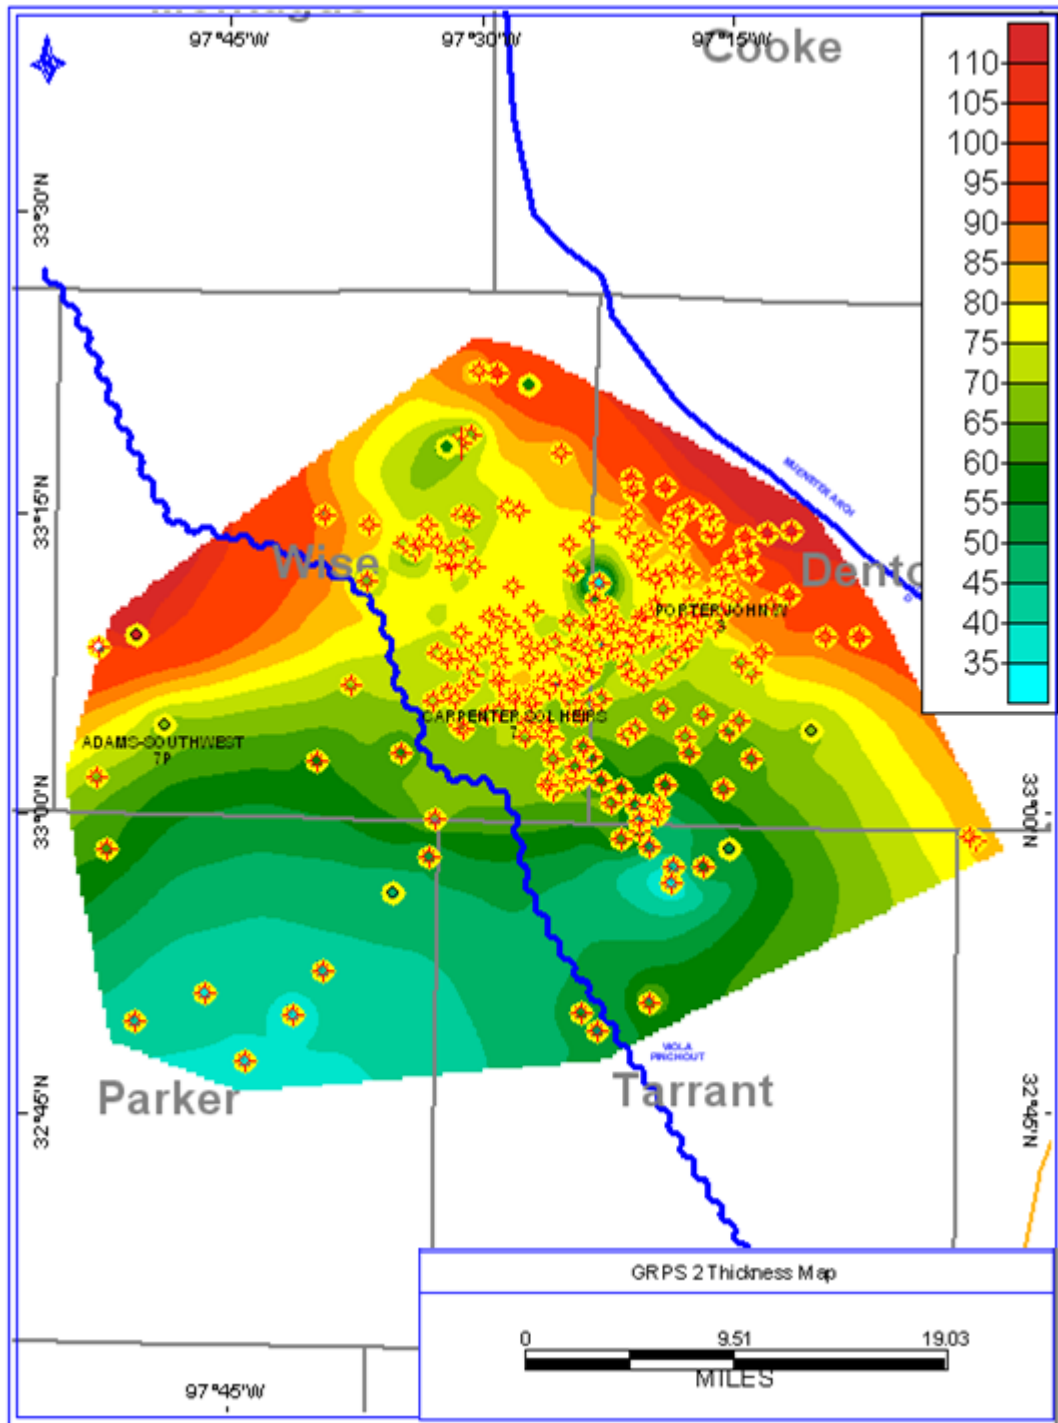 97°45'W
97°30'W
97°15'W
Cooke
110
105
100
95
90
85
80
75
70
65
60
55
50
45
40
35
33°30'N
33°15'N
MUENSTER ARCH
Wise
Dento
PORTER JOHN W
3
CARPENTER SOL HEIRS
7
ADAMS-SOUTHWEST
7P
33°00'N
33°00'N
VIOLA
PINCHOUT
Parker
Tarrant
32°45'N
32°45'N
GRPS 2 Thickness Map
0 9.51 19.03
MILES
97°45'W